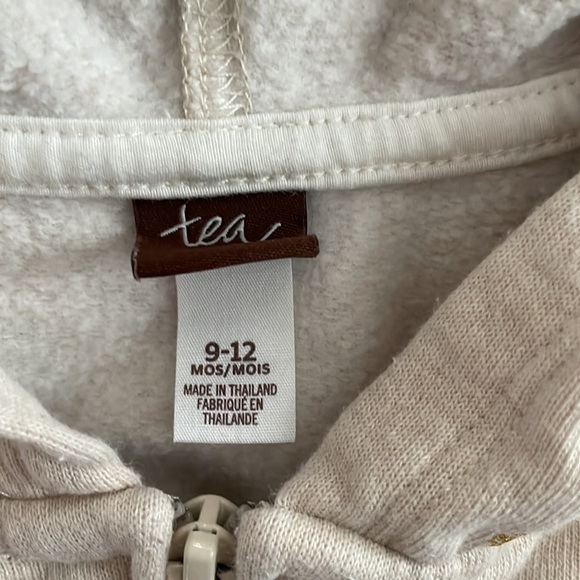 tea
9-12
MOS/MOIS
MADE IN THAILAND
FABRIQUÉ EN
THAILANDE